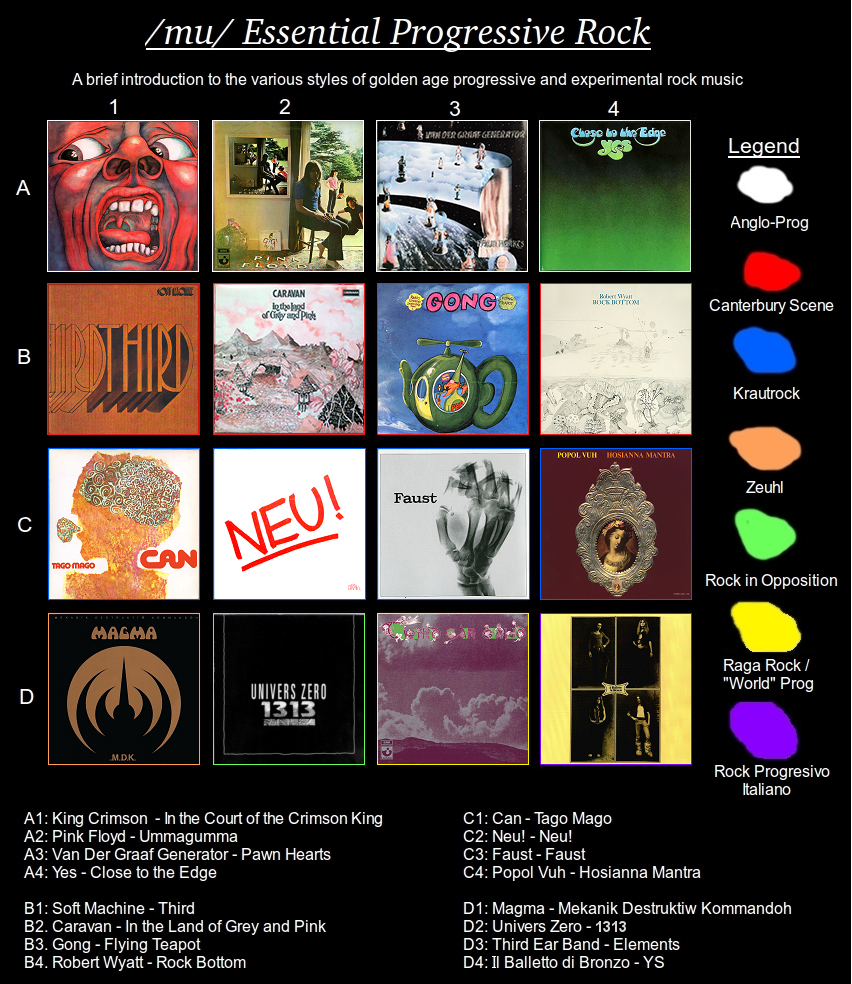 /mu/ Essential Progressive Rock
A brief introduction to the various styles of golden age progressive and experimental rock music
1 2 3 4
A
VAN DER GRAAF GENERATOR
PAWN HEARTS
Close to the Edge
YES
PINK FLOYD
GIGI
Legend
Anglo-Prog
Canterbury Scene
Krautrock
Zeuhl
Rock in Opposition
Raga Rock /
"World" Prog
Rock Progresivo
Italiano
B
THIRD
CARAVAN
in the land
of Grey and Pink
GONG
Robert Wyatt
ROCK BOTTOM
C
TAGO MAGO
CAN
NEU!
Faust
POPOL VUH HOSIANNA MANTRA
D
MAGMA
M.D.K.
UNIVERS ZERO
1313
A1: King Crimson - In the Court of the Crimson King
A2: Pink Floyd - Ummagumma
A3: Van Der Graaf Generator - Pawn Hearts
A4: Yes - Close to the Edge
B1: Soft Machine - Third
B2. Caravan - In the Land of Grey and Pink
B3. Gong - Flying Teapot
B4. Robert Wyatt - Rock Bottom
C1: Can - Tago Mago
C2: Neu! - Neu!
C3: Faust - Faust
C4: Popol Vuh - Hosianna Mantra
D1: Magma - Mekanik Destruktiw Kommandoh
D2: Univers Zero - 1313
D3: Third Ear Band - Elements
D4: Il Balletto di Bronzo - YS